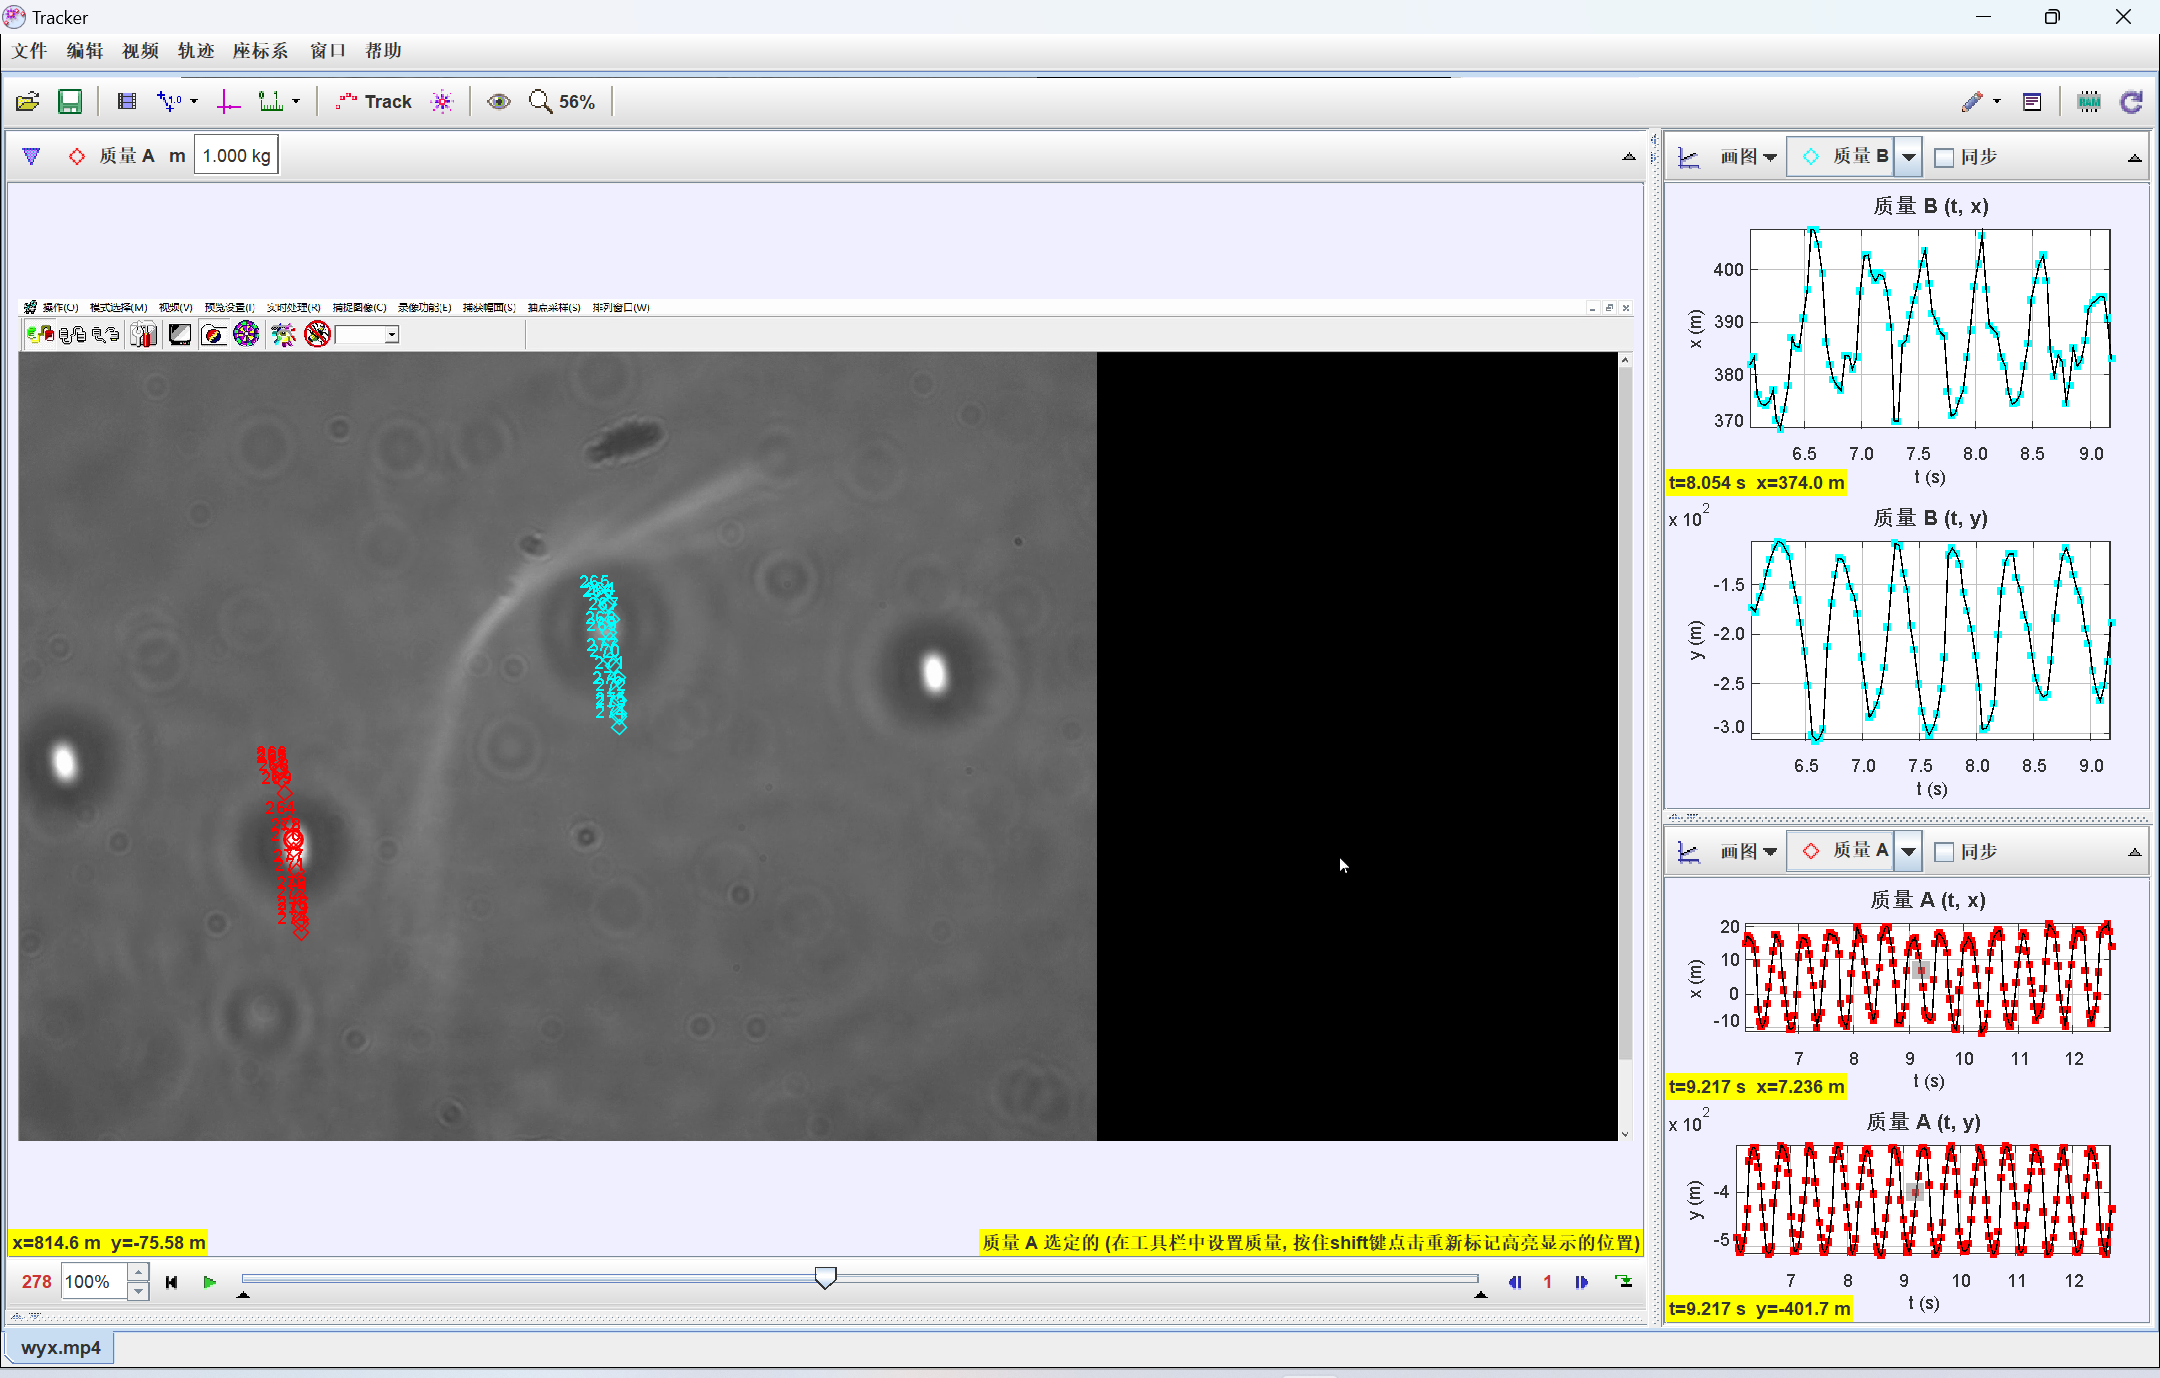 Tracker
文件 编辑 视频 轨迹 座标系 窗口 帮助
Track 56%
质量 A m 1.000 kg
操作(O) 模式选择(M) 视频(V) 预览设置(I) 实时处理(R) 捕捉图像(C) 录像功能(E) 捕获幅面(S) 抽点采样(S) 排列窗口(W)
265
274
254
x=814.6 m y=-75.58 m
质量 A 选定的 (在工具栏中设置质量, 按住shift键点击重新标记高亮显示的位置)
278 100% 1
wyx.mp4
画图 质量 B 同步
质量 B (t, x)
400
390
380
370
x (m)
6.5 7.0 7.5 8.0 8.5 9.0
t (s)
t=8.054 s x=374.0 m
x 10²
质量 B (t, y)
-1.5
-2.0
-2.5
-3.0
y (m)
6.5 7.0 7.5 8.0 8.5 9.0
t (s)
画图 质量 A 同步
质量 A (t, x)
20
10
0
-10
x (m)
7 8 9 10 11 12
t (s)
t=9.217 s x=7.236 m
x 10²
质量 A (t, y)
-4
-5
y (m)
7 8 9 10 11 12
t (s)
t=9.217 s y=-401.7 m